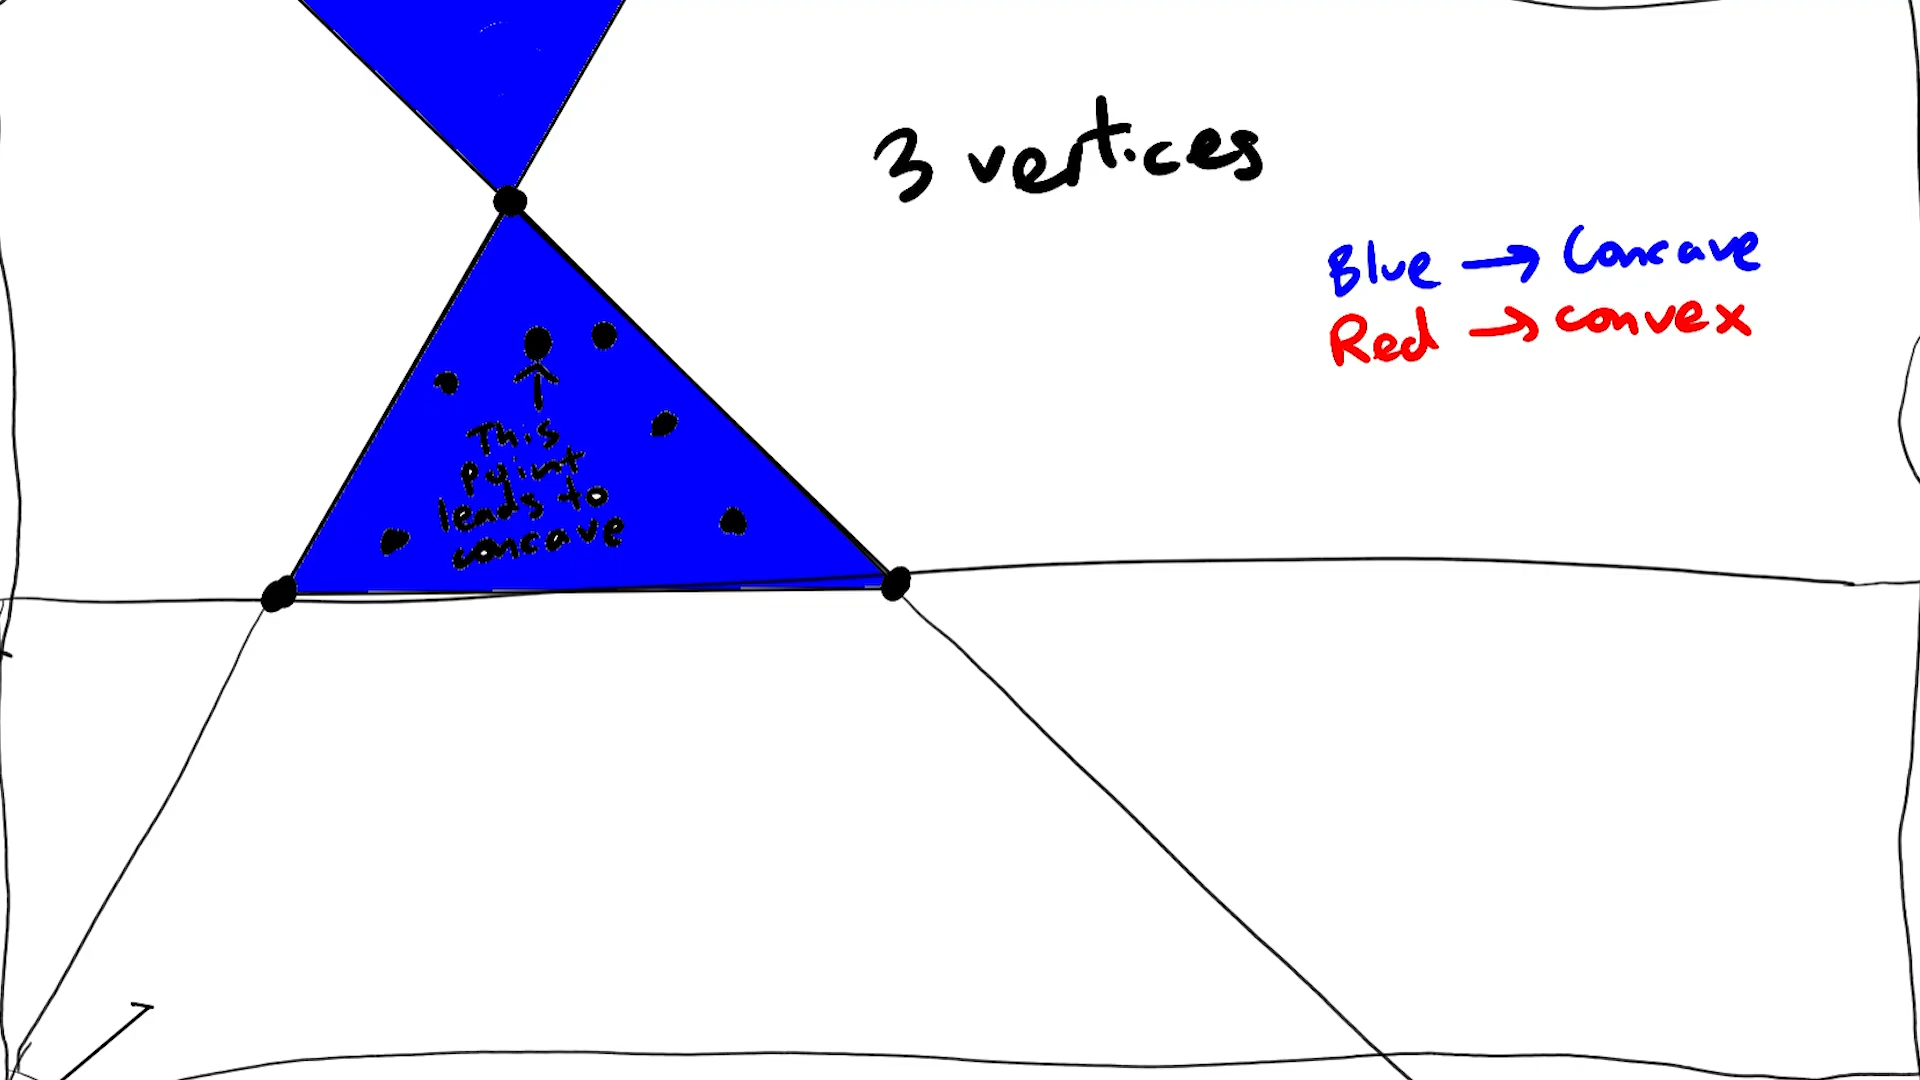 3 vertices
Blue → Concave
Red → convex
This
point
leads to
concave